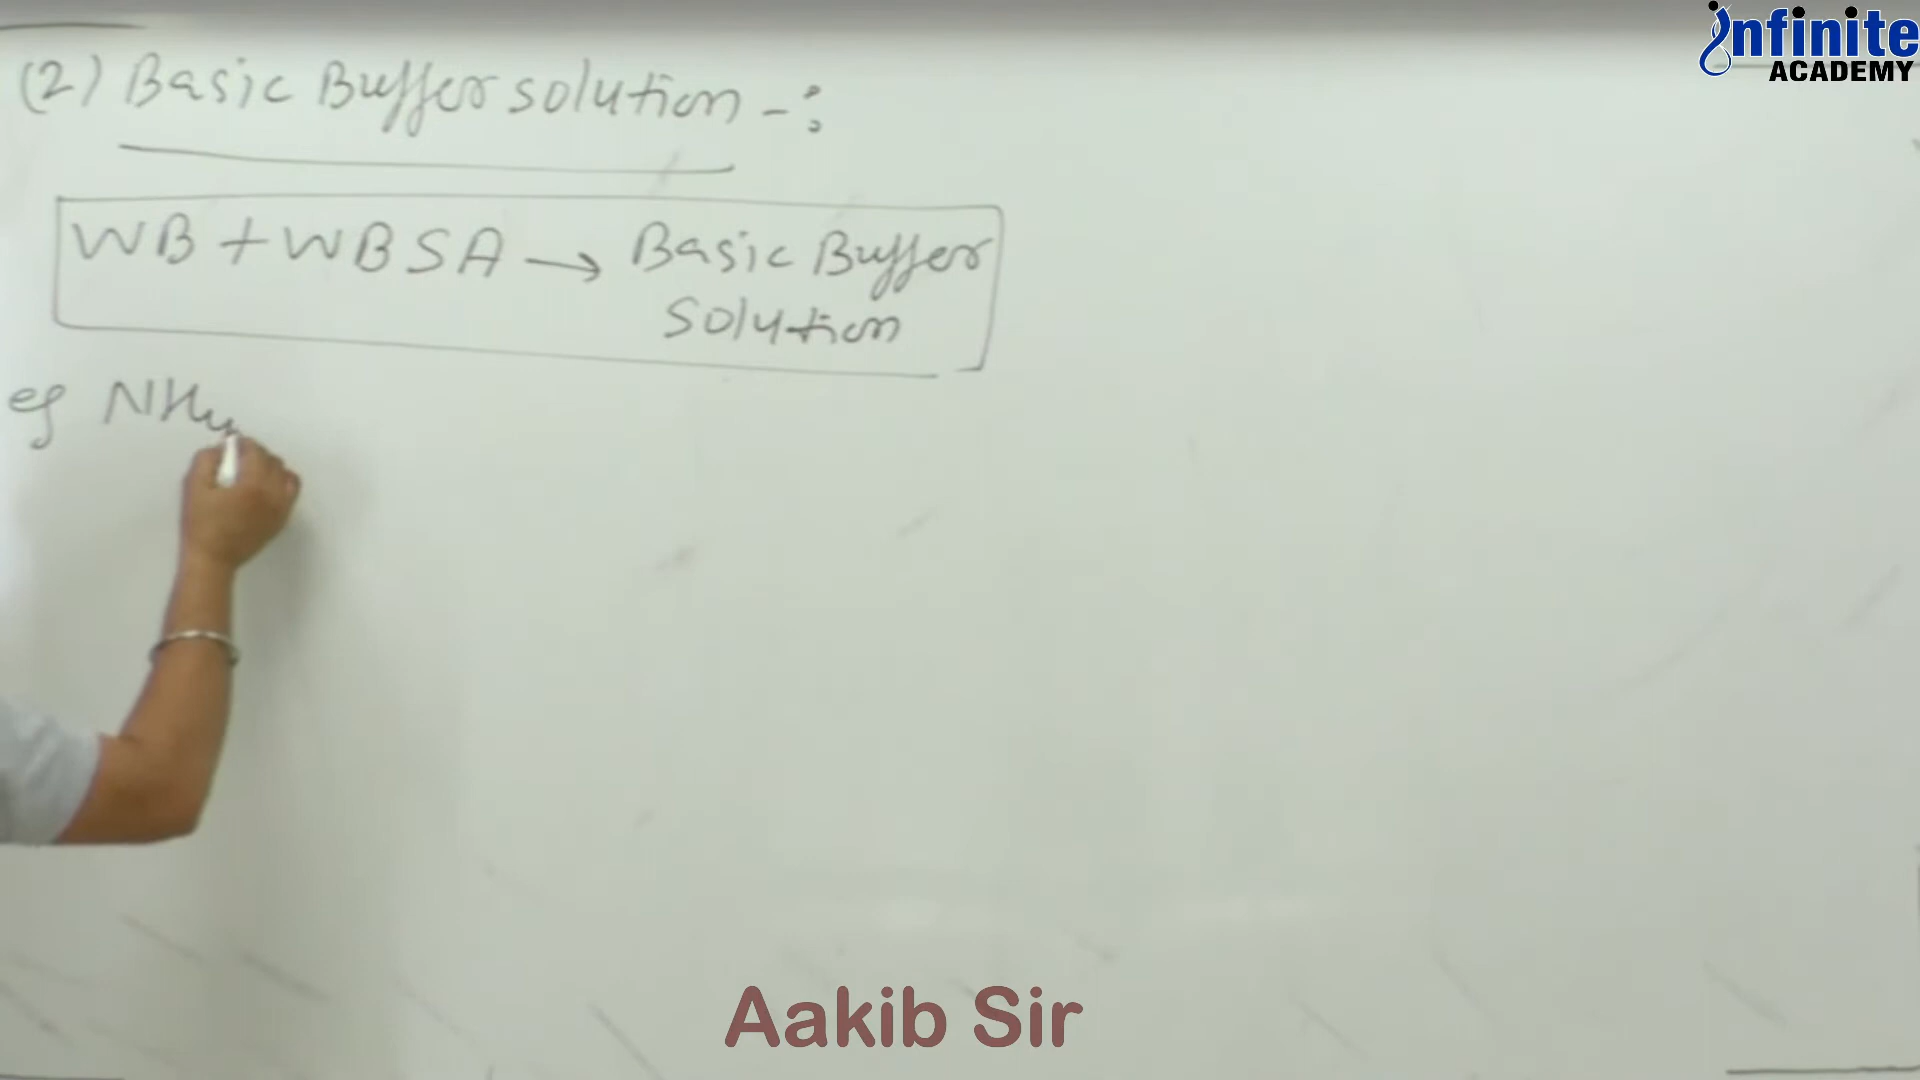 infinite
ACADEMY
(2) Basic Buffer solution -:
WB + WBSA → Basic Buffer
solution
eg NH4
Aakib Sir